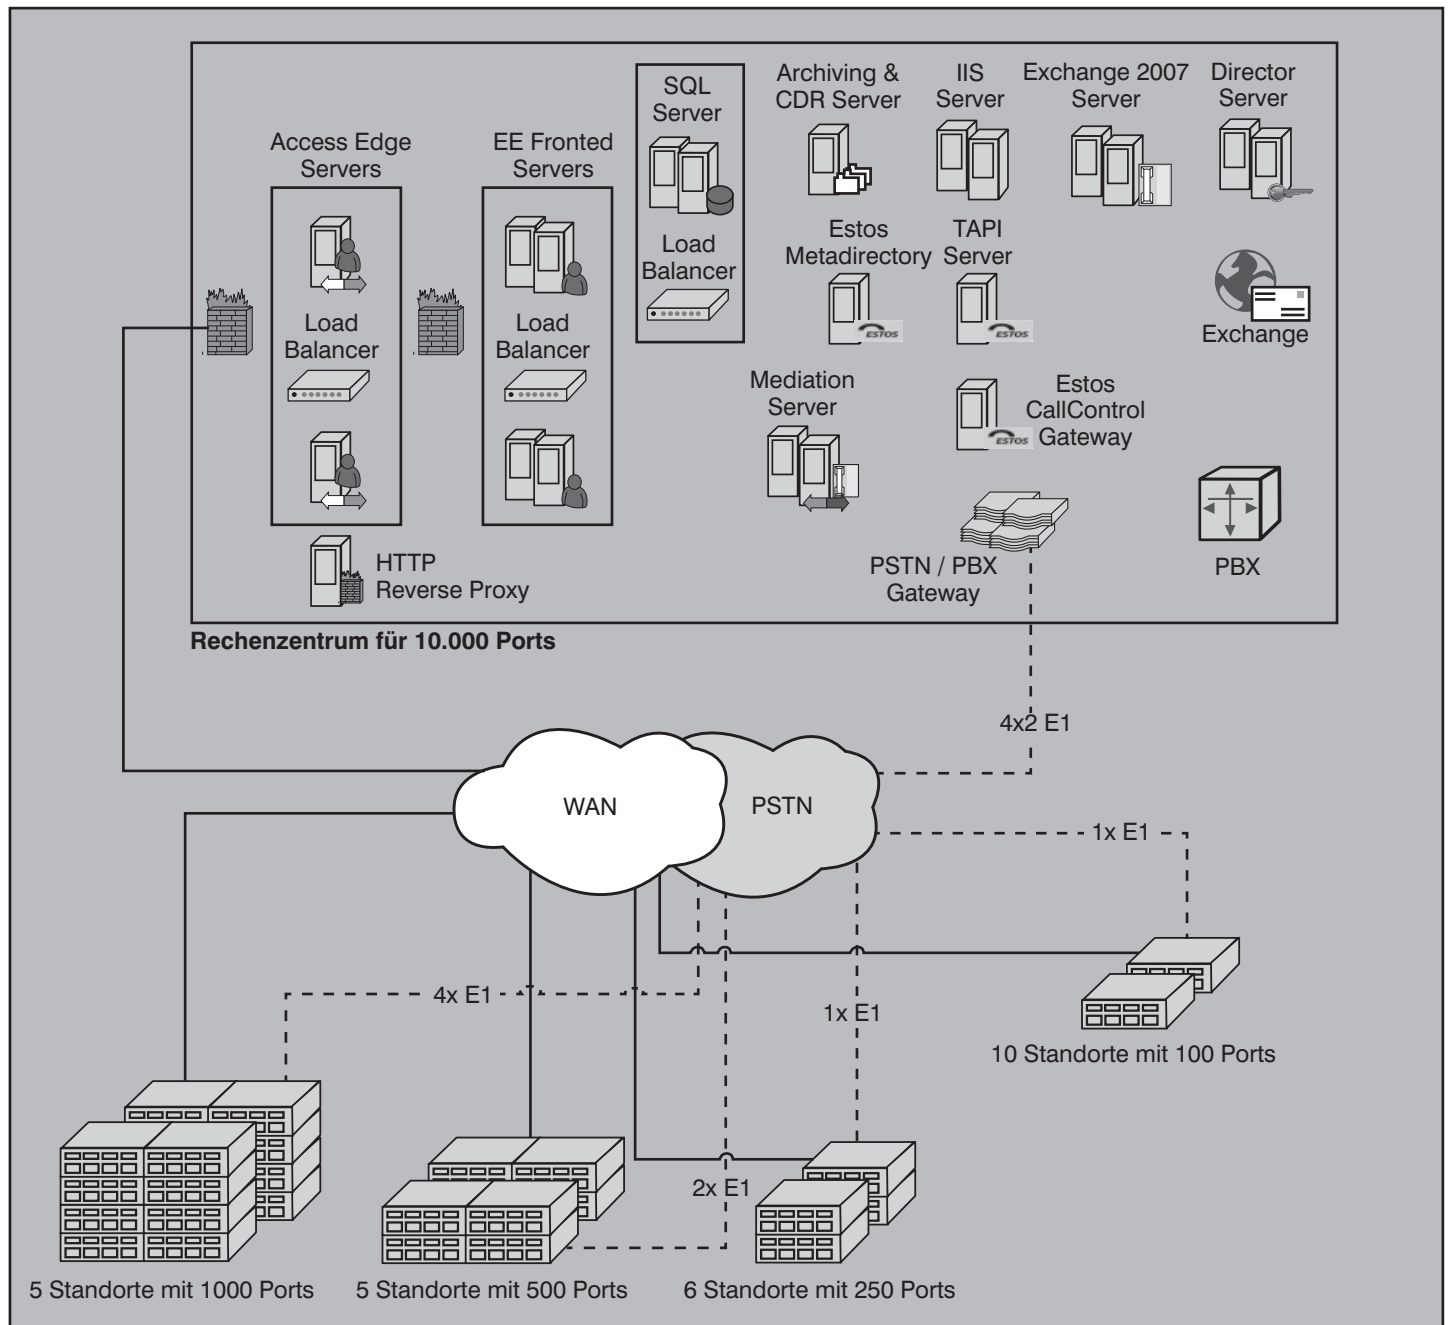 SQL
Server
Archiving &
CDR Server
IIS
Server
Exchange 2007
Server
Director
Server
Access Edge
Servers
EE Fronted
Servers
Load
Balancer
Estos
Metadirectory
TAPI
Server
ESTOS
ESTOS
Exchange
Load
Balancer
Load
Balancer
Mediation
Server
Estos
CallControl
Gateway
ESTOS
HTTP
Reverse Proxy
PSTN / PBX
Gateway
PBX
Rechenzentrum für 10.000 Ports
4x2 E1
WAN
PSTN
1x E1
4x E1
1x E1
10 Standorte mit 100 Ports
2x E1
5 Standorte mit 1000 Ports
5 Standorte mit 500 Ports
6 Standorte mit 250 Ports